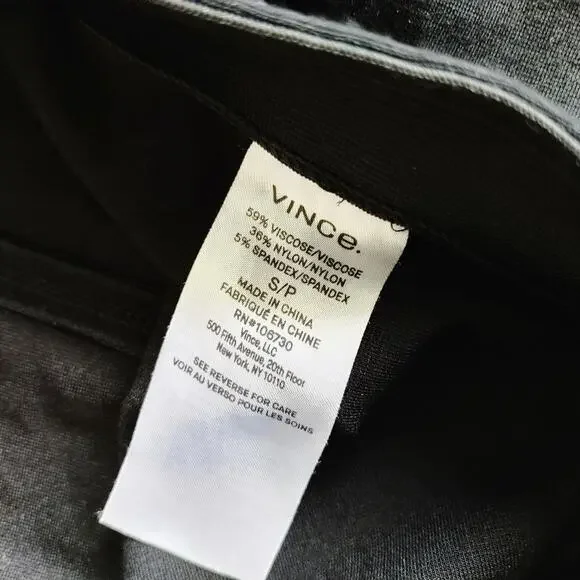 VINCe.
59% VISCOSE/VISCOSE
36% NYLON/NYLON
5% SPANDEX/SPANDEX
S/P
MADE IN CHINA
FABRIQUÉ EN CHINE
RN#106730
Vince, LLC
500 Fifth Avenue, 20th Floor
New York, NY 10110
SEE REVERSE FOR CARE
VOIR AU VERSO POUR LES SOINS